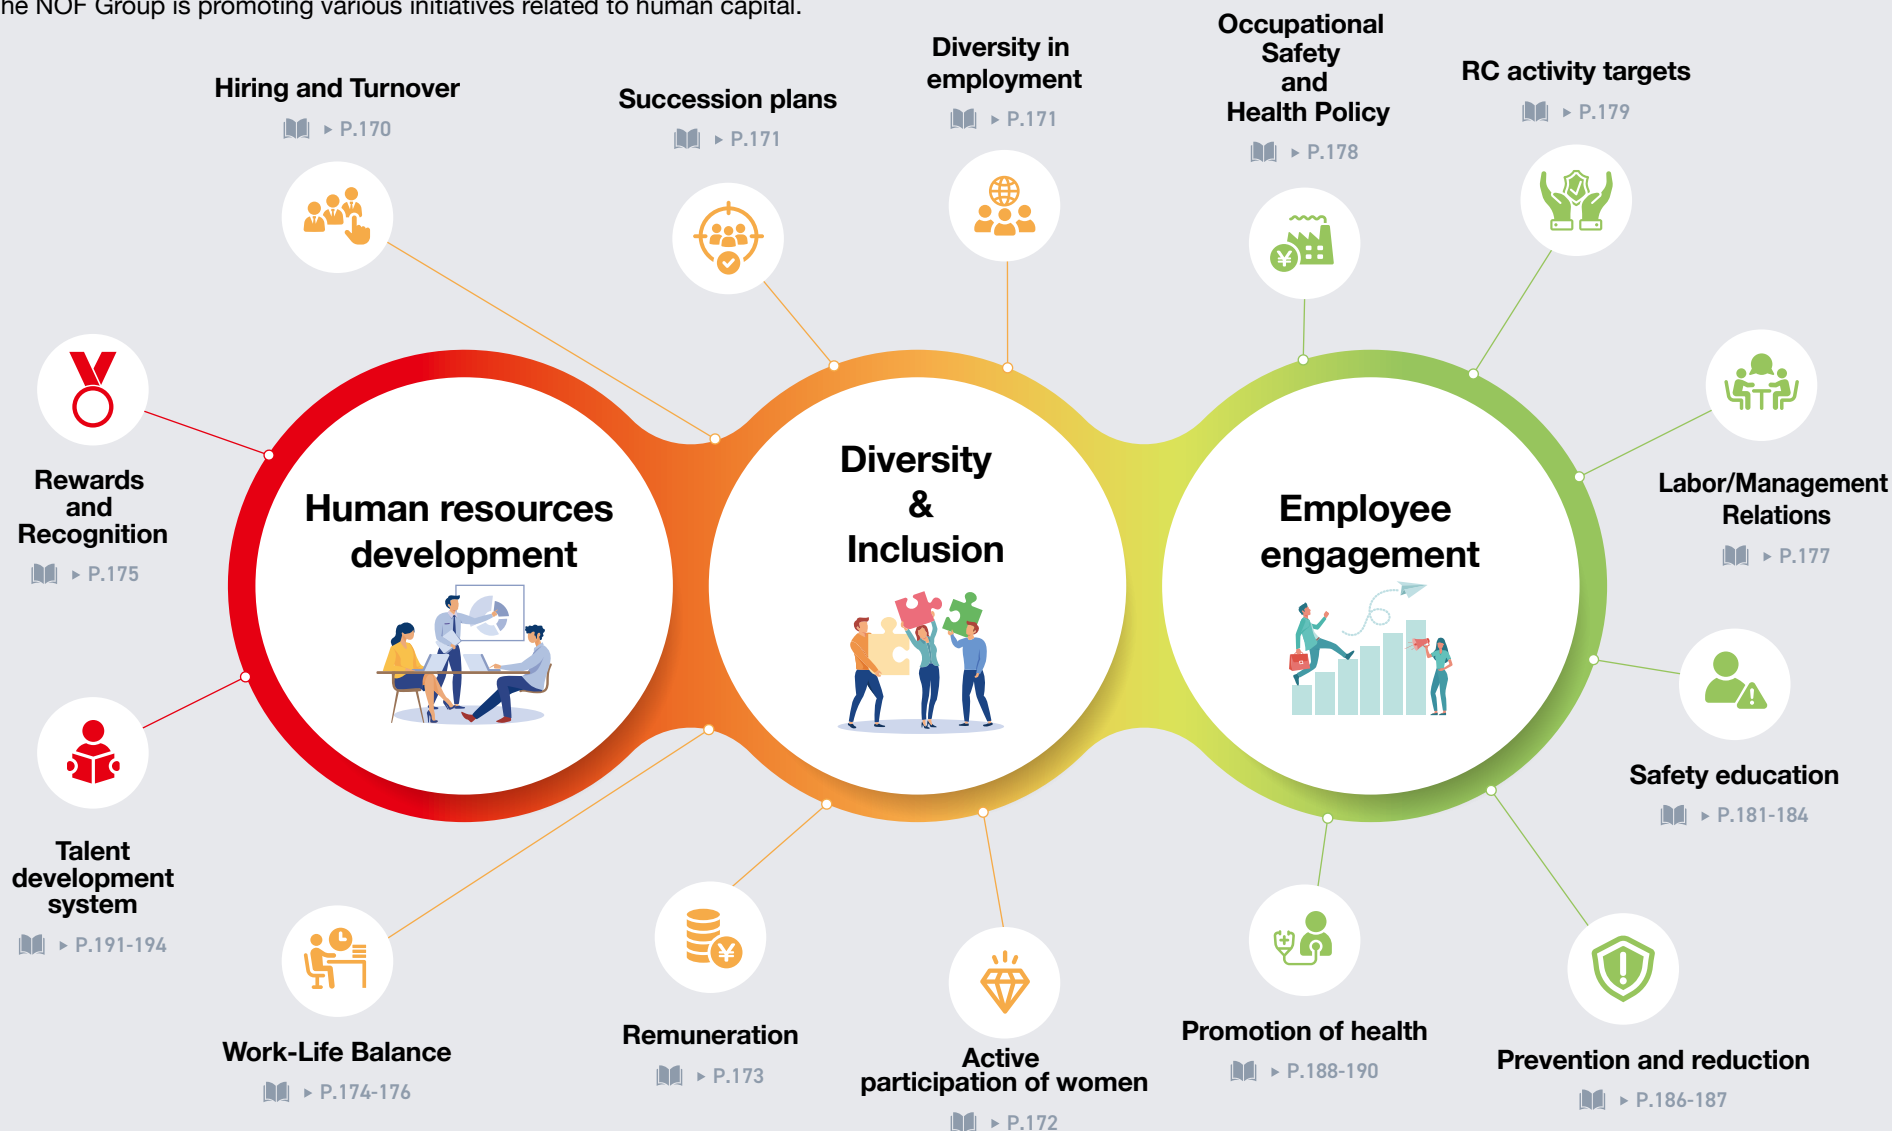 he NOF Group is promoting various initiatives related to human capital.
Hiring and Turnover
▸ P.170
Succession plans
▸ P.171
Diversity in
employment
▸ P.171
Occupational
Safety
and
Health Policy
▸ P.178
RC activity targets
▸ P.179
Rewards
and
Recognition
▸ P.175
Human resources
development
Diversity
&
Inclusion
Employee
engagement
Labor/Management
Relations
▸ P.177
Safety education
▸ P.181-184
Talent
development
system
▸ P.191-194
Work-Life Balance
▸ P.174-176
Remuneration
▸ P.173
Active
participation of women
▸ P.172
Promotion of health
▸ P.188-190
Prevention and reduction
▸ P.186-187